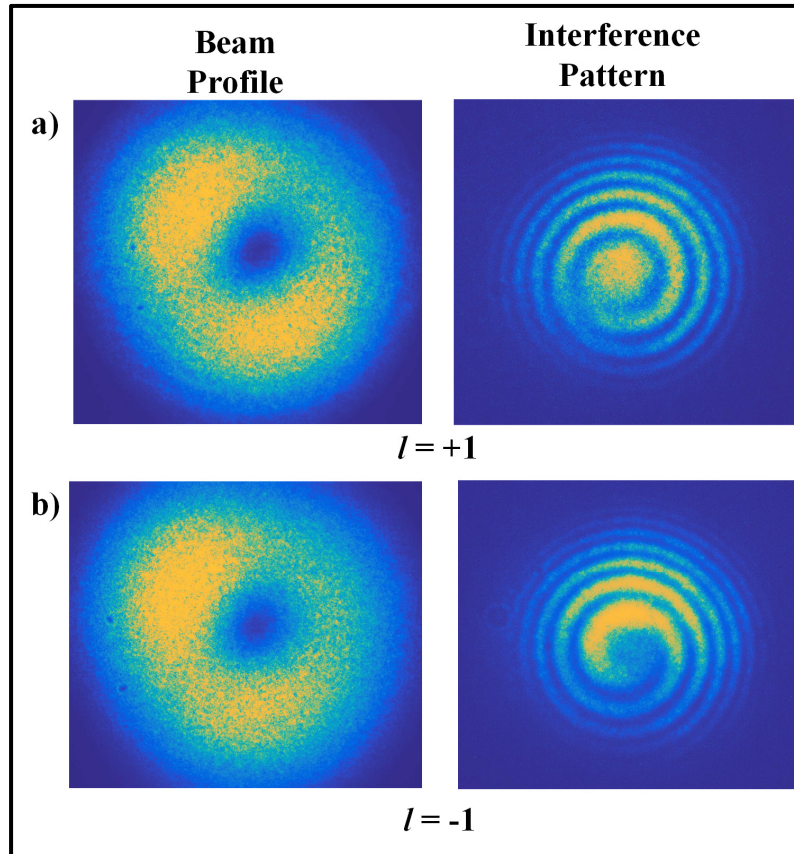 Beam
Profile
Interference
Pattern
a)
l = +1
b)
l = -1